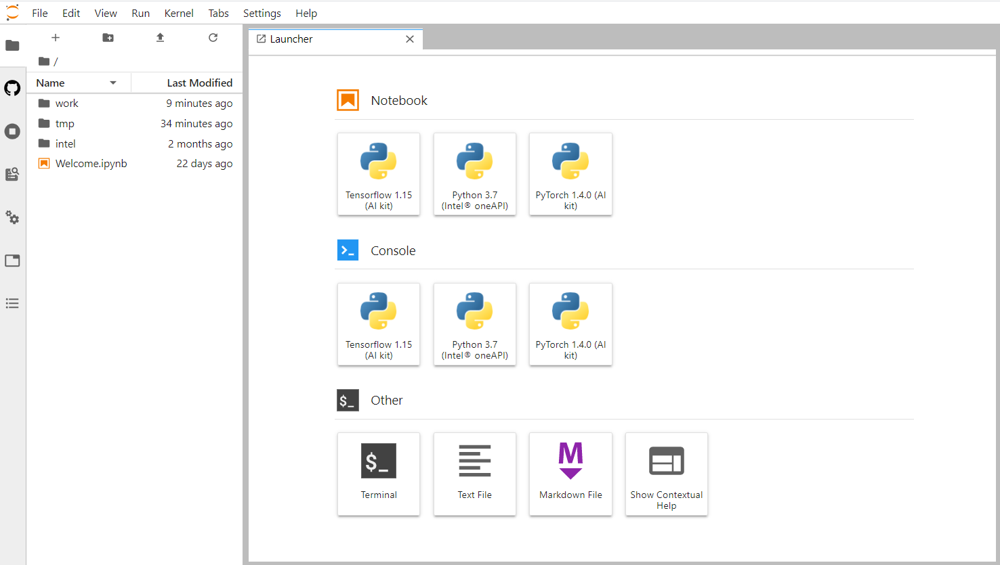 File Edit View Run Kernel Tabs Settings Help
Launcher
/
Name Last Modified
work 9 minutes ago
tmp 34 minutes ago
intel 2 months ago
Welcome.ipynb 22 days ago
Notebook
Tensorflow 1.15
(AI kit)
Python 3.7
(Intel® oneAPI)
PyTorch 1.4.0 (AI
kit)
Console
Tensorflow 1.15
(AI kit)
Python 3.7
(Intel® oneAPI)
PyTorch 1.4.0 (AI
kit)
$_ Other
$_
Terminal
Text File
M
Markdown File
Show Contextual
Help